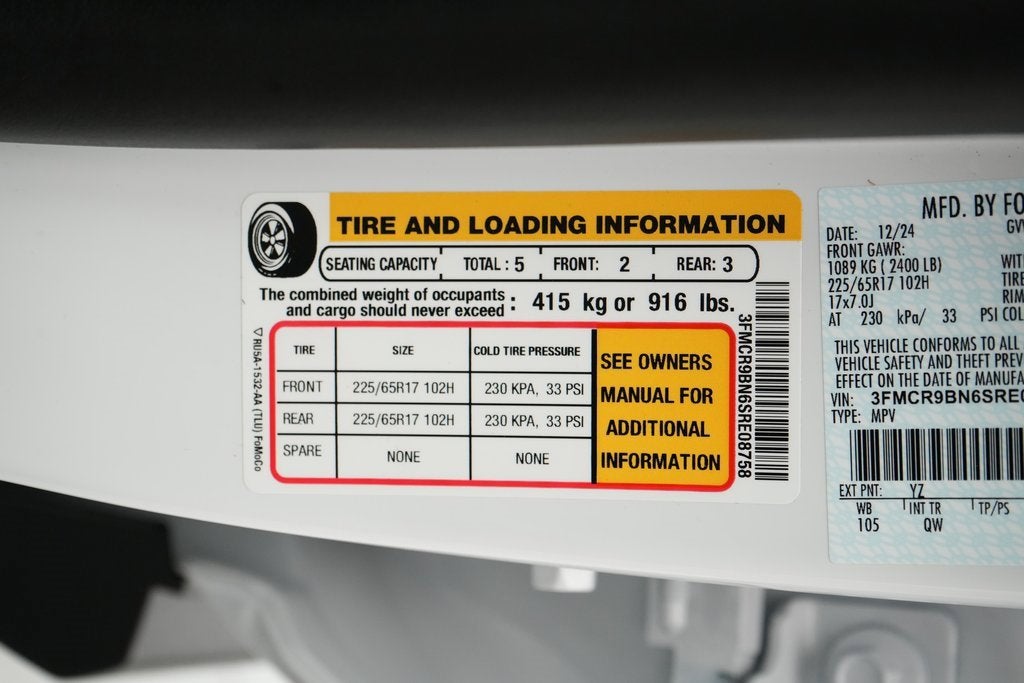 TIRE AND LOADING INFORMATION
SEATING CAPACITY TOTAL : 5 FRONT: 2 REAR: 3
The combined weight of occupants
and cargo should never exceed : 415 kg or 916 lbs.
TIRE SIZE COLD TIRE PRESSURE
FRONT 225/65R17 102H 230 KPA, 33 PSI
REAR 225/65R17 102H 230 KPA, 33 PSI
SPARE NONE NONE
SEE OWNERS
MANUAL FOR
ADDITIONAL
INFORMATION
▽ RU5A-1532-AA (TLU) FoMoCo
3FMCR9BN6SRE08758
MFD. BY FO
DATE: 12/24 GV
FRONT GAWR:
1089 KG ( 2400 LB) WIT
225/65R17 102H TIRE
17x7.0J RIM
AT 230 kPa/ 33 PSI COL
THIS VEHICLE CONFORMS TO ALL
VEHICLE SAFETY AND THEFT PREV
EFFECT ON THE DATE OF MANUFA
VIN: 3FMCR9BN6SRE0
TYPE: MPV
EXT PNT: YZ
WB INT TR TP/PS
105 QW